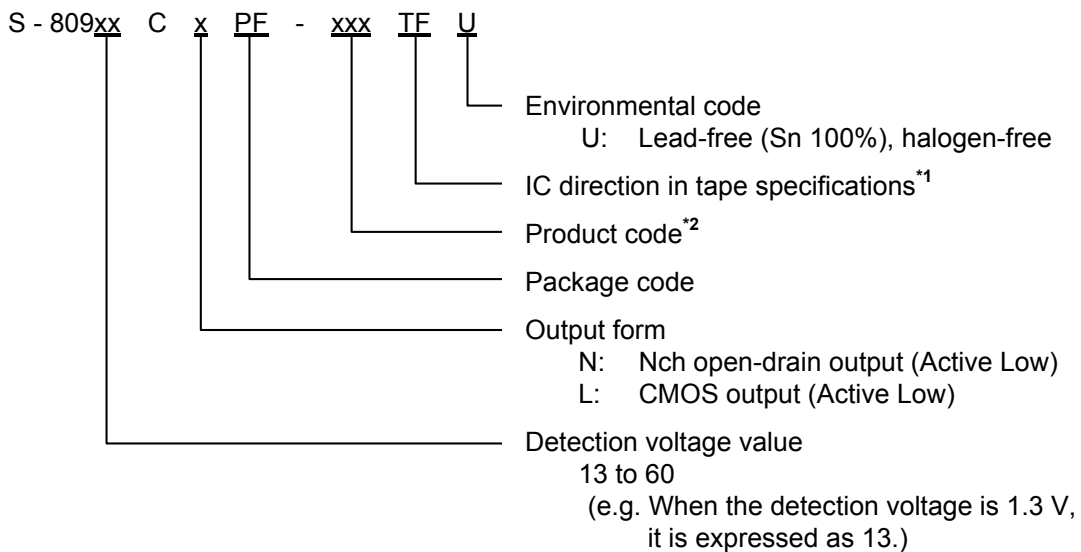 S - 809xx C x PF - xxx TF U
Environmental code
U: Lead-free (Sn 100%), halogen-free
IC direction in tape specifications*1
Product code*2
Package code
Output form
N: Nch open-drain output (Active Low)
L: CMOS output (Active Low)
Detection voltage value
13 to 60
(e.g. When the detection voltage is 1.3 V,
it is expressed as 13.)